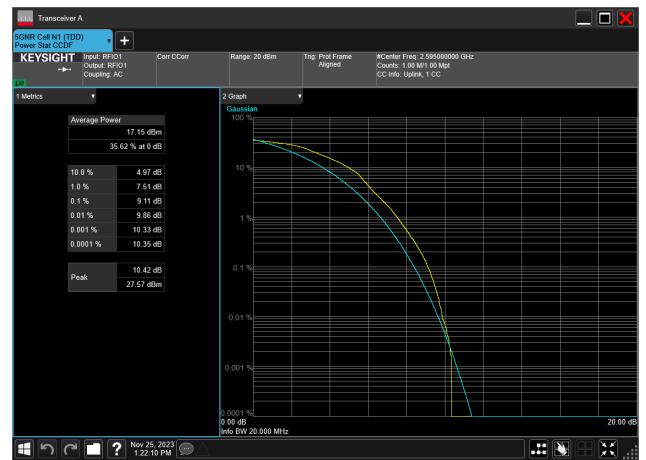 Transceiver A
5GNR Cell N1 (TDD)
Power Stat CCDF
KEYSIGHT
Input: RFIO1
Output: RFIO1
Coupling: AC
Corr CCorr
Range: 20 dBm
Trig: Prot Frame
Aligned
#Center Freq: 2.595000000 GHz
Counts: 1.00 M/1.00 Mpt
CC Info: Uplink, 1 CC
1 Metrics
Average Power
17.15 dBm
35.62 % at 0 dB
10.0 % 4.97 dB
1.0 % 7.51 dB
0.1 % 9.11 dB
0.01 % 9.86 dB
0.001 % 10.33 dB
0.0001 % 10.35 dB
Peak
10.42 dB
27.57 dBm
2 Graph
Gaussian
100 %
10 %
1 %
0.1 %
0.01 %
0.001 %
0.0001 %
0.00 dB 20.00 dB
Info BW 20.000 MHz
Nov 25, 2023
1:22:10 PM